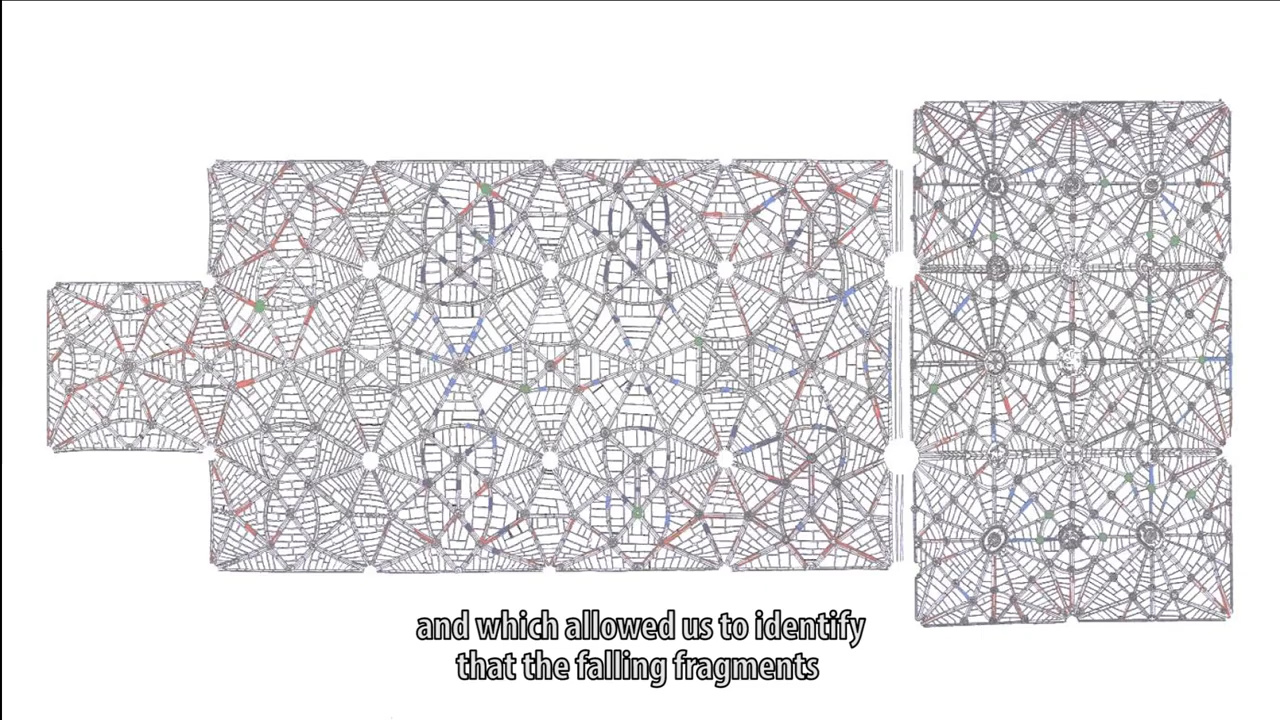 and which allowed us to identify
that the falling fragments